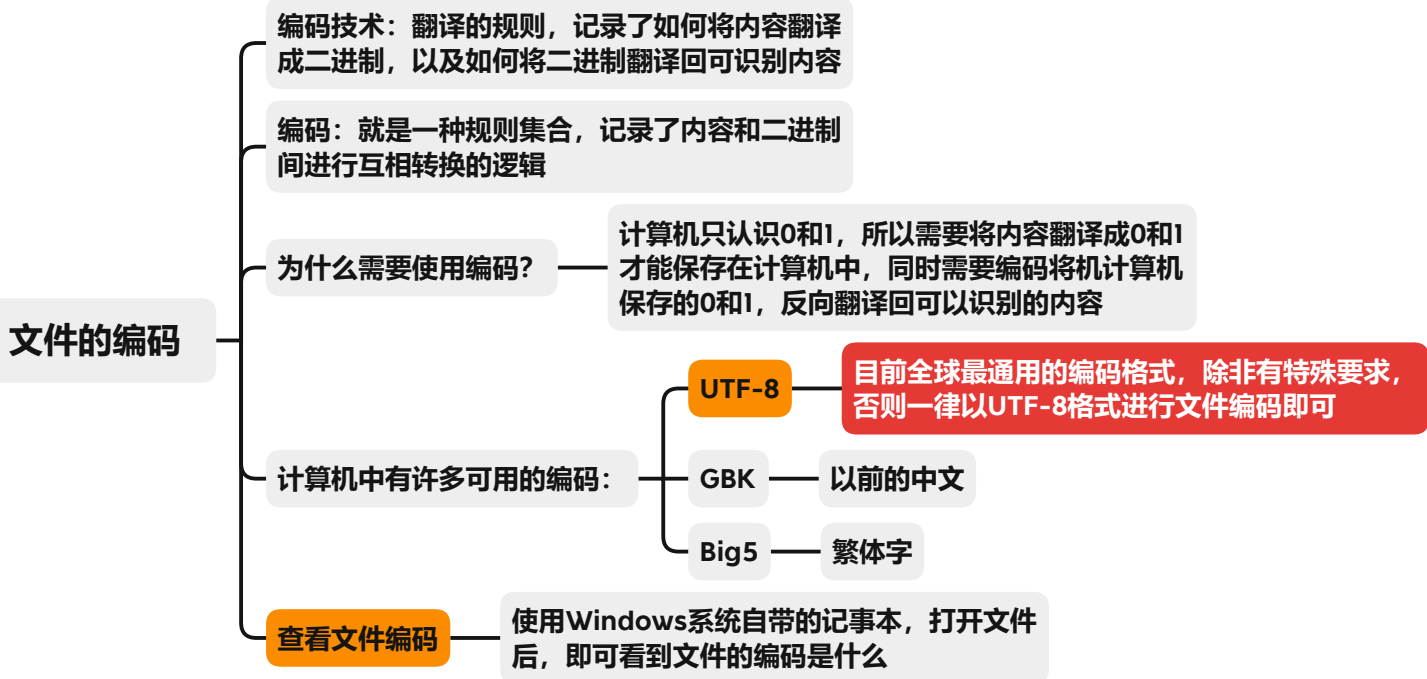 编码技术：翻译的规则，记录了如何将内容翻译
成二进制，以及如何将二进制翻译回可识别内容
编码：就是一种规则集合，记录了内容和二进制
间进行互相转换的逻辑
为什么需要使用编码？
计算机只认识0和1，所以需要将内容翻译成0和1
才能保存在计算机中，同时需要编码将机计算机
保存的0和1，反向翻译回可以识别的内容
文件的编码
计算机中有许多可用的编码：
UTF-8
目前全球最通用的编码格式，除非有特殊要求，
否则一律以UTF-8格式进行文件编码即可
GBK
以前的中文
Big5
繁体字
查看文件编码
使用Windows系统自带的记事本，打开文件
后，即可看到文件的编码是什么